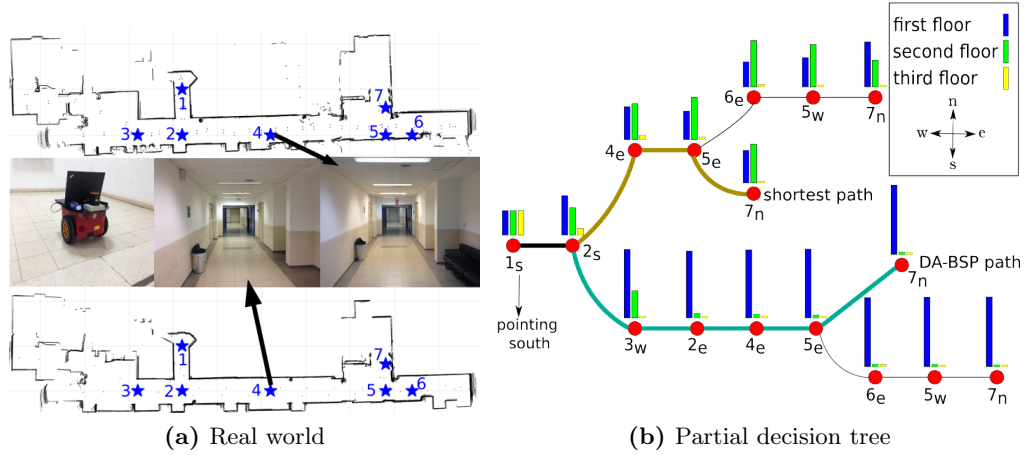 1
3
2
4
7
5
6
1
3
2
4
7
5
6
(a) Real world
first floor
second floor
third floor
n
w
e
s
6e
5w
7n
4e
5e
7n
shortest path
1s
2s
pointing
south
7n
DA-BSP path
3w
2e
4e
5e
6e
5w
7n
(b) Partial decision tree